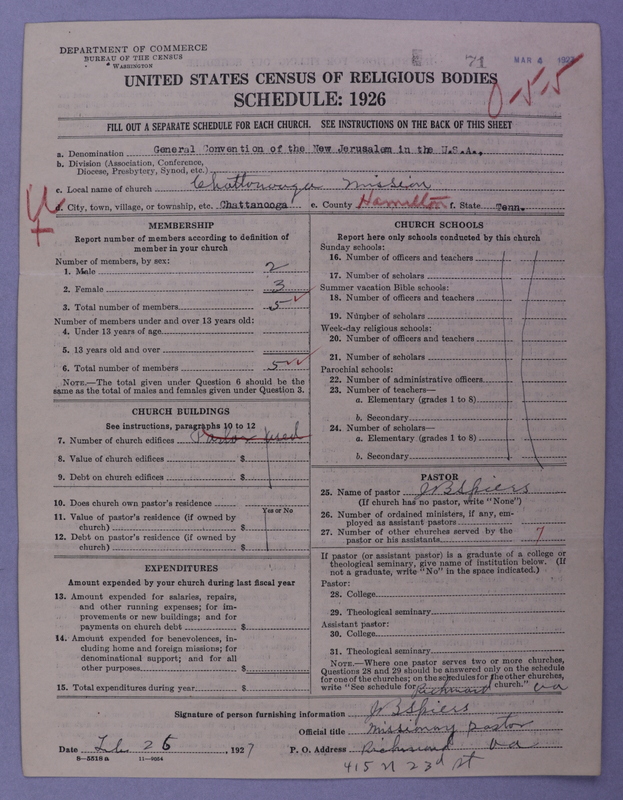 DEPARTMENT OF COMMERCE
BUREAU OF THE CENSUS
WASHINGTON
71
MAR 4 1927
UNITED STATES CENSUS OF RELIGIOUS BODIES
SCHEDULE: 1926
0-5-5
FILL OUT A SEPARATE SCHEDULE FOR EACH CHURCH. SEE INSTRUCTIONS ON THE BACK OF THIS SHEET
a. Denomination General Convention of the New Jerusalem in the U.S.A.,
b. Division (Association, Conference, Diocese, Presbytery, Synod, etc.)
c. Local name of church Chattanooga Mission
d. City, town, village, or township, etc. Chattanooga e. County Hamilton f. State Tenn.
MEMBERSHIP
Report number of members according to definition of
member in your church
Number of members, by sex:
1. Male 2
2. Female 3
3. Total number of members 5
Number of members under and over 13 years old:
4. Under 13 years of age
5. 13 years old and over
6. Total number of members 5
NOTE.—The total given under Question 6 should be the
same as the total of males and females given under Question 3.
CHURCH BUILDINGS
See instructions, paragraphs 10 to 12
7. Number of church edifices Parlor used
8. Value of church edifices $
9. Debt on church edifices $
10. Does church own pastor's residence
Yes or No
11. Value of pastor's residence (if owned by
church) $
12. Debt on pastor's residence (if owned by
church) $
EXPENDITURES
Amount expended by your church during last fiscal year
13. Amount expended for salaries, repairs,
and other running expenses; for im-
provements or new buildings; and for
payments on church debt $
14. Amount expended for benevolences, in-
cluding home and foreign missions; for
denominational support; and for all
other purposes $
15. Total expenditures during year $
CHURCH SCHOOLS
Report here only schools conducted by this church
Sunday schools:
16. Number of officers and teachers
17. Number of scholars
Summer vacation Bible schools:
18. Number of officers and teachers
19. Number of scholars
Week-day religious schools:
20. Number of officers and teachers
21. Number of scholars
Parochial schools:
22. Number of administrative officers
23. Number of teachers—
a. Elementary (grades 1 to 8)
b. Secondary
24. Number of scholars—
a. Elementary (grades 1 to 8)
b. Secondary
PASTOR
25. Name of pastor JB Spiers
(If church has no pastor, write "None")
26. Number of ordained ministers, if any, em-
ployed as assistant pastors
27. Number of other churches served by the
pastor or his assistants 7
If pastor (or assistant pastor) is a graduate of a college or
theological seminary, give name of institution below. (If
not a graduate, write "No" in the space indicated.)
Pastor:
28. College
29. Theological seminary
Assistant pastor:
30. College
31. Theological seminary
NOTE.—Where one pastor serves two or more churches,
Questions 28 and 29 should be answered only on the schedule
for one of the churches; on the schedules for the other churches,
write "See schedule for Richmond church." Va
Signature of person furnishing information JB Spiers
Official title Missionary Pastor
Date Feb 26, 1927 P. O. Address Richmond Va
8-5518a 11-9054
415 N 23d St